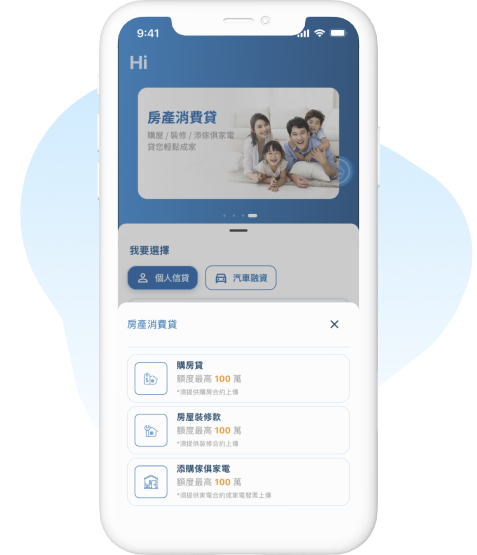 9:41
Hi
房產消費貸
購屋 / 裝修 / 添傢俱家電
貸您輕鬆成家
我要選擇
個人信貸
汽車融資
房產消費貸
購房貸
額度最高 100 萬
*須提供購房合約上傳
房屋裝修款
額度最高 100 萬
*須提供裝修合約上傳
添購傢俱家電
額度最高 100 萬
*須提供家電合約或家電發票上傳